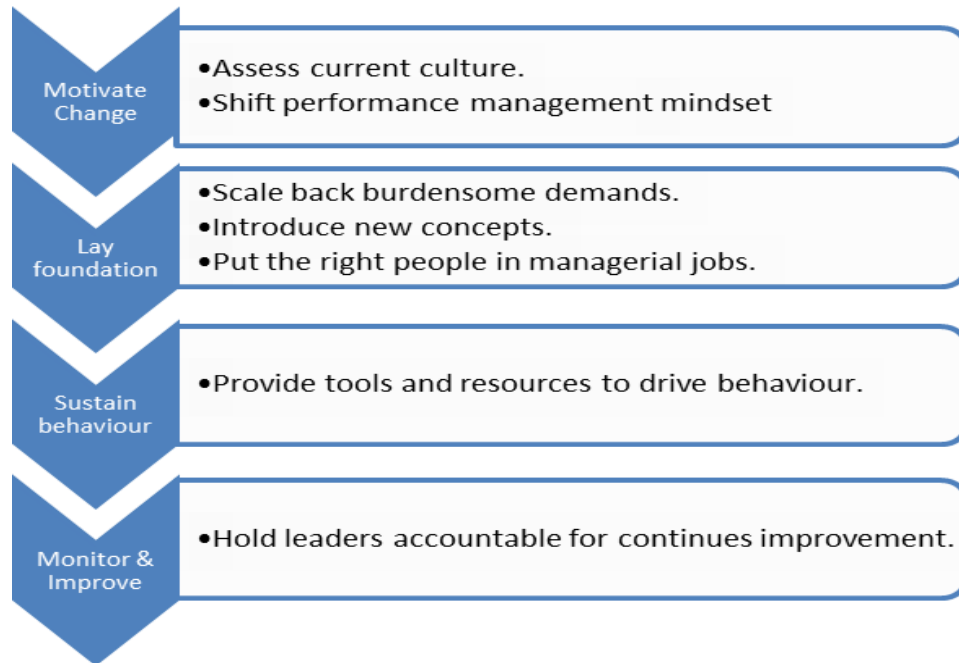 Motivate
Change
•Assess current culture.
•Shift performance management mindset
Lay
foundation
•Scale back burdensome demands.
•Introduce new concepts.
•Put the right people in managerial jobs.
Sustain
behaviour
•Provide tools and resources to drive behaviour.
Monitor &
Improve
•Hold leaders accountable for continues improvement.